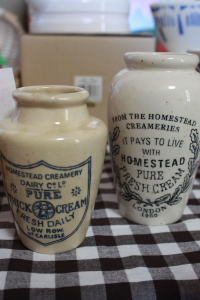 HOMESTEAD CREAMERY
DAIRY Co LD
PURE
THICK CREAM
FRESH DAILY
LOW ROW,
CARLISLE
FROM THE HOMESTEAD
CREAMERIES
IT PAYS TO LIVE
WITH
HOMESTEAD
PURE
FRESH CREAM
LONDON